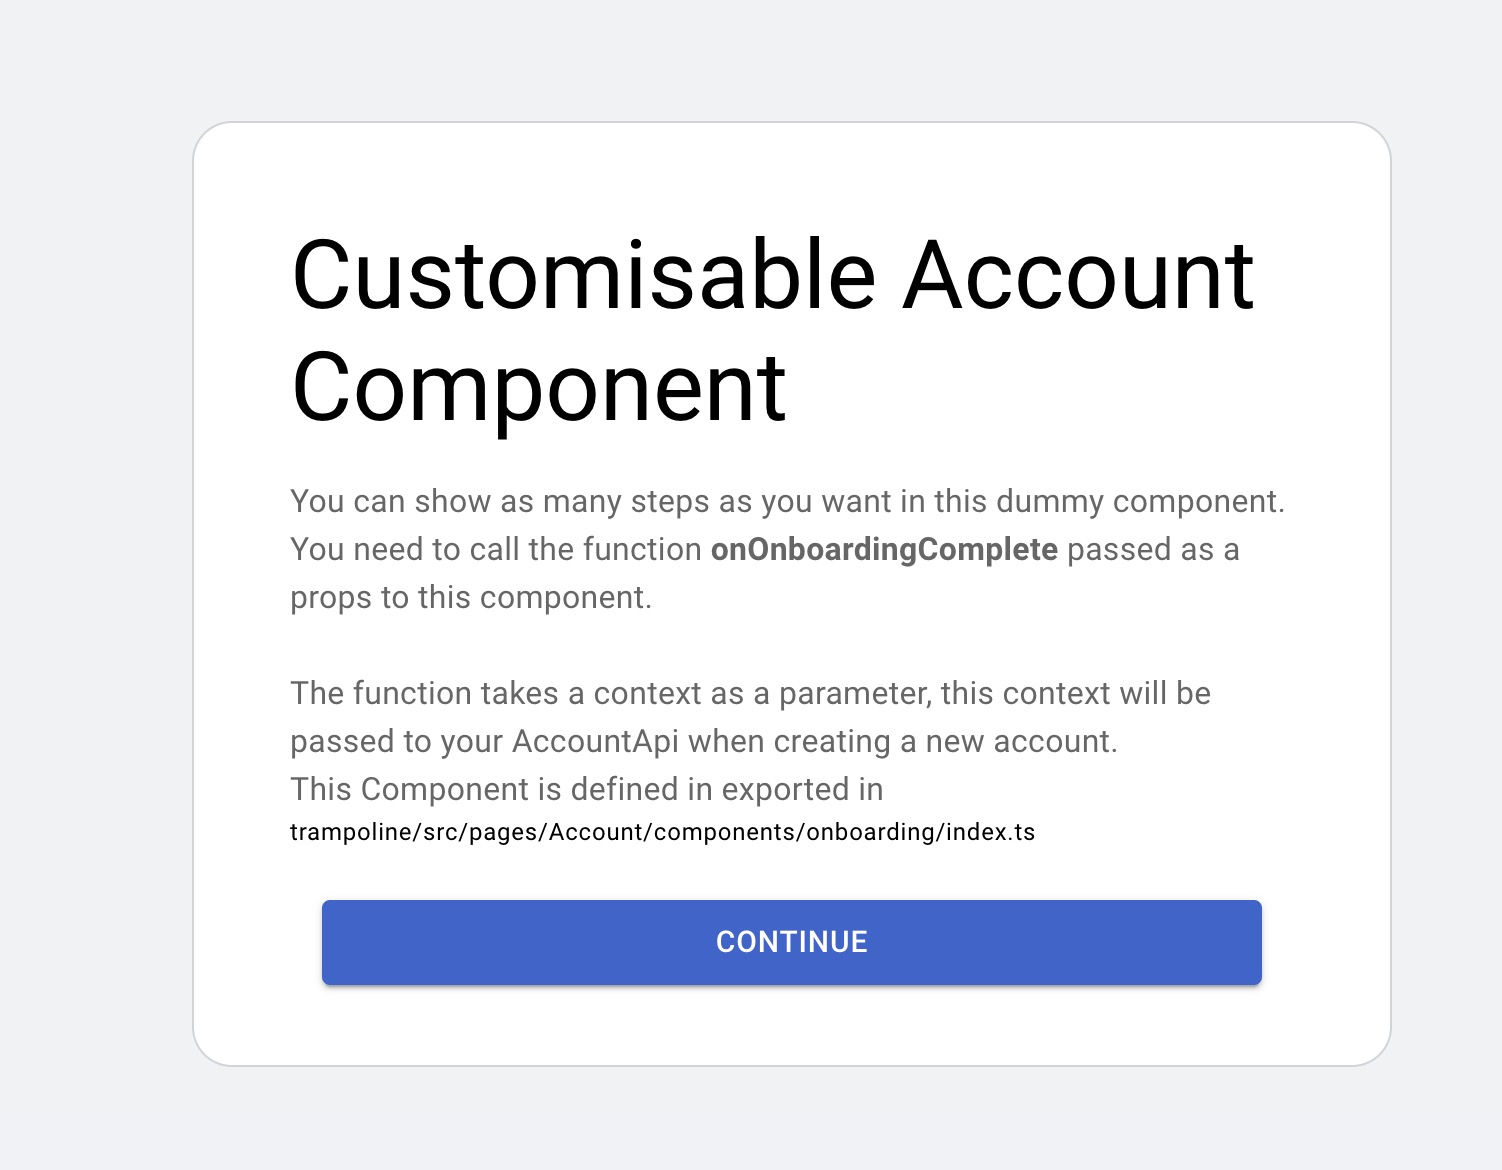 Customisable Account
Component
You can show as many steps as you want in this dummy component.
You need to call the function onOnboardingComplete passed as a
props to this component.
The function takes a context as a parameter, this context will be
passed to your AccountApi when creating a new account.
This Component is defined in exported in
trampoline/src/pages/Account/components/onboarding/index.ts
CONTINUE